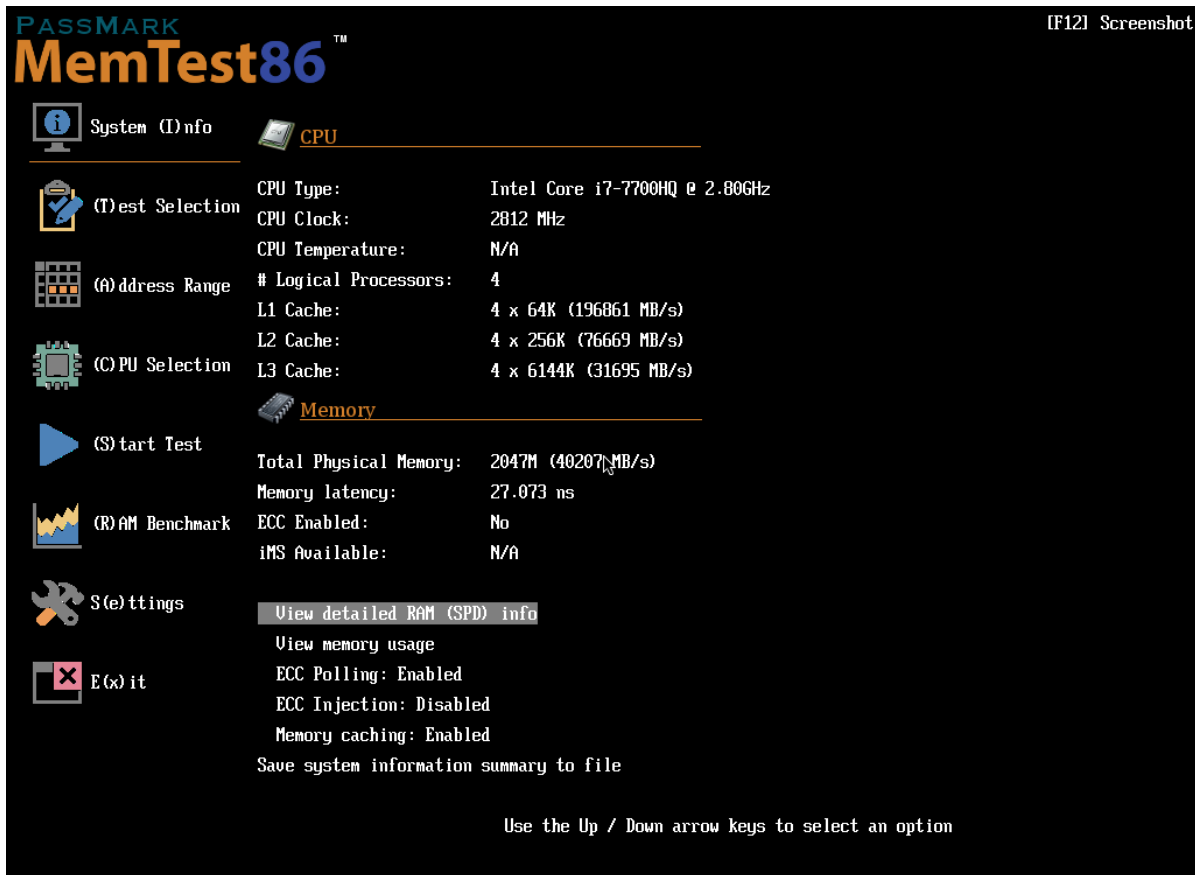 PASSMARK
MemTest86™
[F12] Screenshot
System (I)nfo
(T)est Selection
(A)ddress Range
(C)PU Selection
(S)tart Test
(R)AM Benchmark
S(e)ttings
E(x)it
CPU
CPU Type: Intel Core i7-7700HQ @ 2.80GHz
CPU Clock: 2812 MHz
CPU Temperature: N/A
# Logical Processors: 4
L1 Cache: 4 x 64K (196861 MB/s)
L2 Cache: 4 x 256K (76669 MB/s)
L3 Cache: 4 x 6144K (31695 MB/s)
Memory
Total Physical Memory: 2047M (40207 MB/s)
Memory latency: 27.073 ns
ECC Enabled: No
iMS Available: N/A
View detailed RAM (SPD) info
View memory usage
ECC Polling: Enabled
ECC Injection: Disabled
Memory caching: Enabled
Save system information summary to file
Use the Up / Down arrow keys to select an option